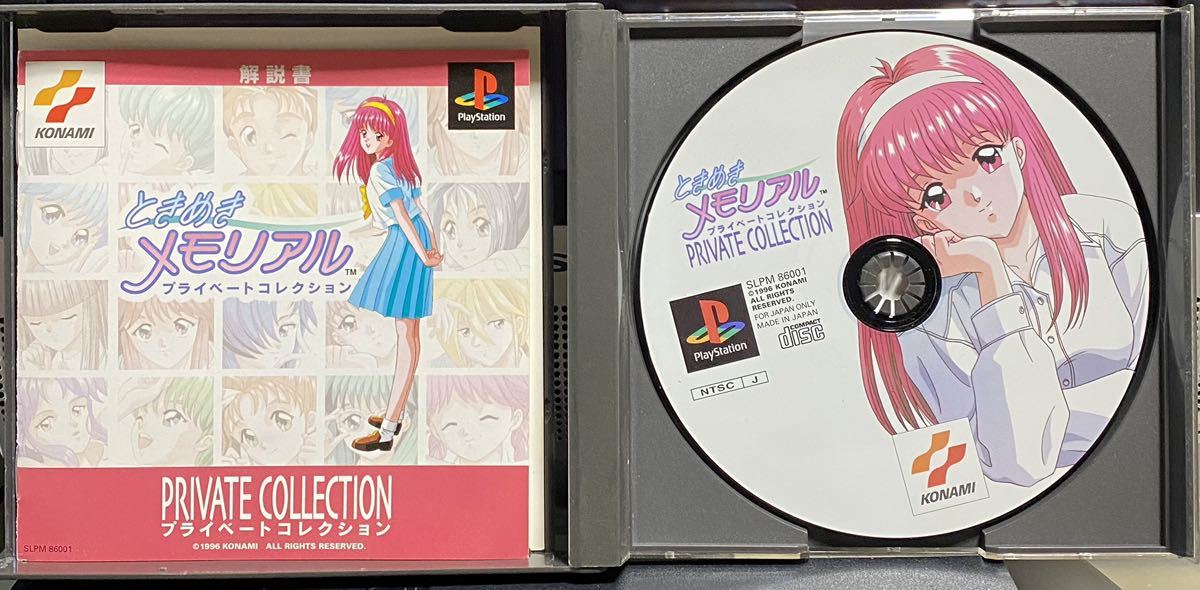 解説書
KONAMI
PlayStation
ときめき
メモリアル™
プライベートコレクション
PRIVATE COLLECTION
プライベートコレクション
SLPM 86001
©1996 KONAMI ALL RIGHTS RESERVED.
ときめき
メモリアル™
プライベートコレクション
PRIVATE COLLECTION
SLPM 86001
©1996 KONAMI
ALL RIGHTS
RESERVED.
FOR JAPAN ONLY
MADE IN JAPAN
PlayStation
COMPACT
disc
NTSC J
KONAMI